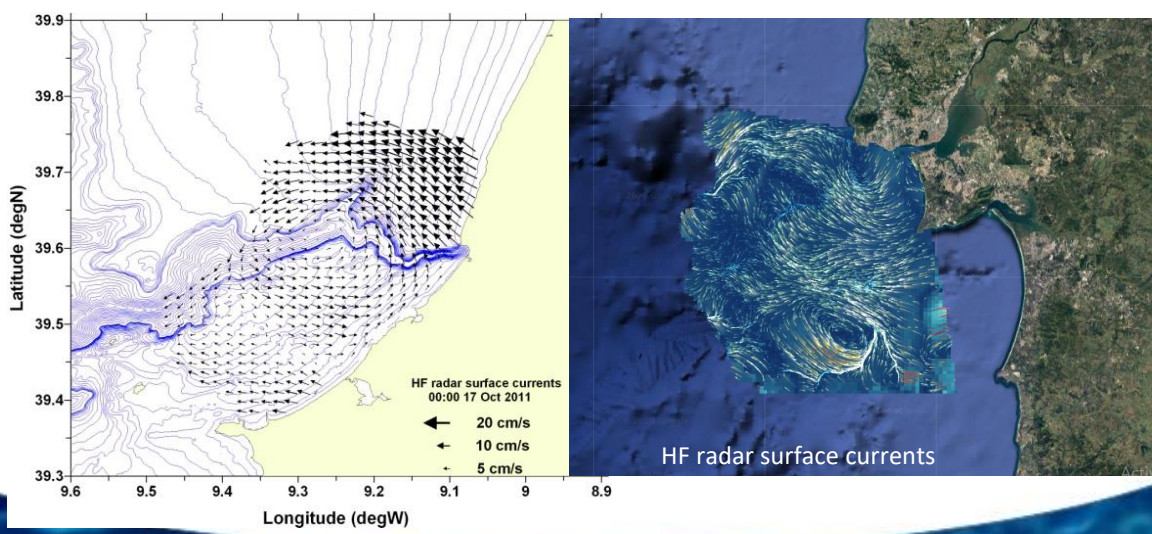 39.9
39.8
39.7
39.6
39.5
39.4
39.3
Latitude (degN)
HF radar surface currents
00:00 17 Oct 2011
20 cm/s
10 cm/s
5 cm/s
9.6 9.5 9.4 9.3 9.2 9.1 9 8.9
Longitude (degW)
HF radar surface currents